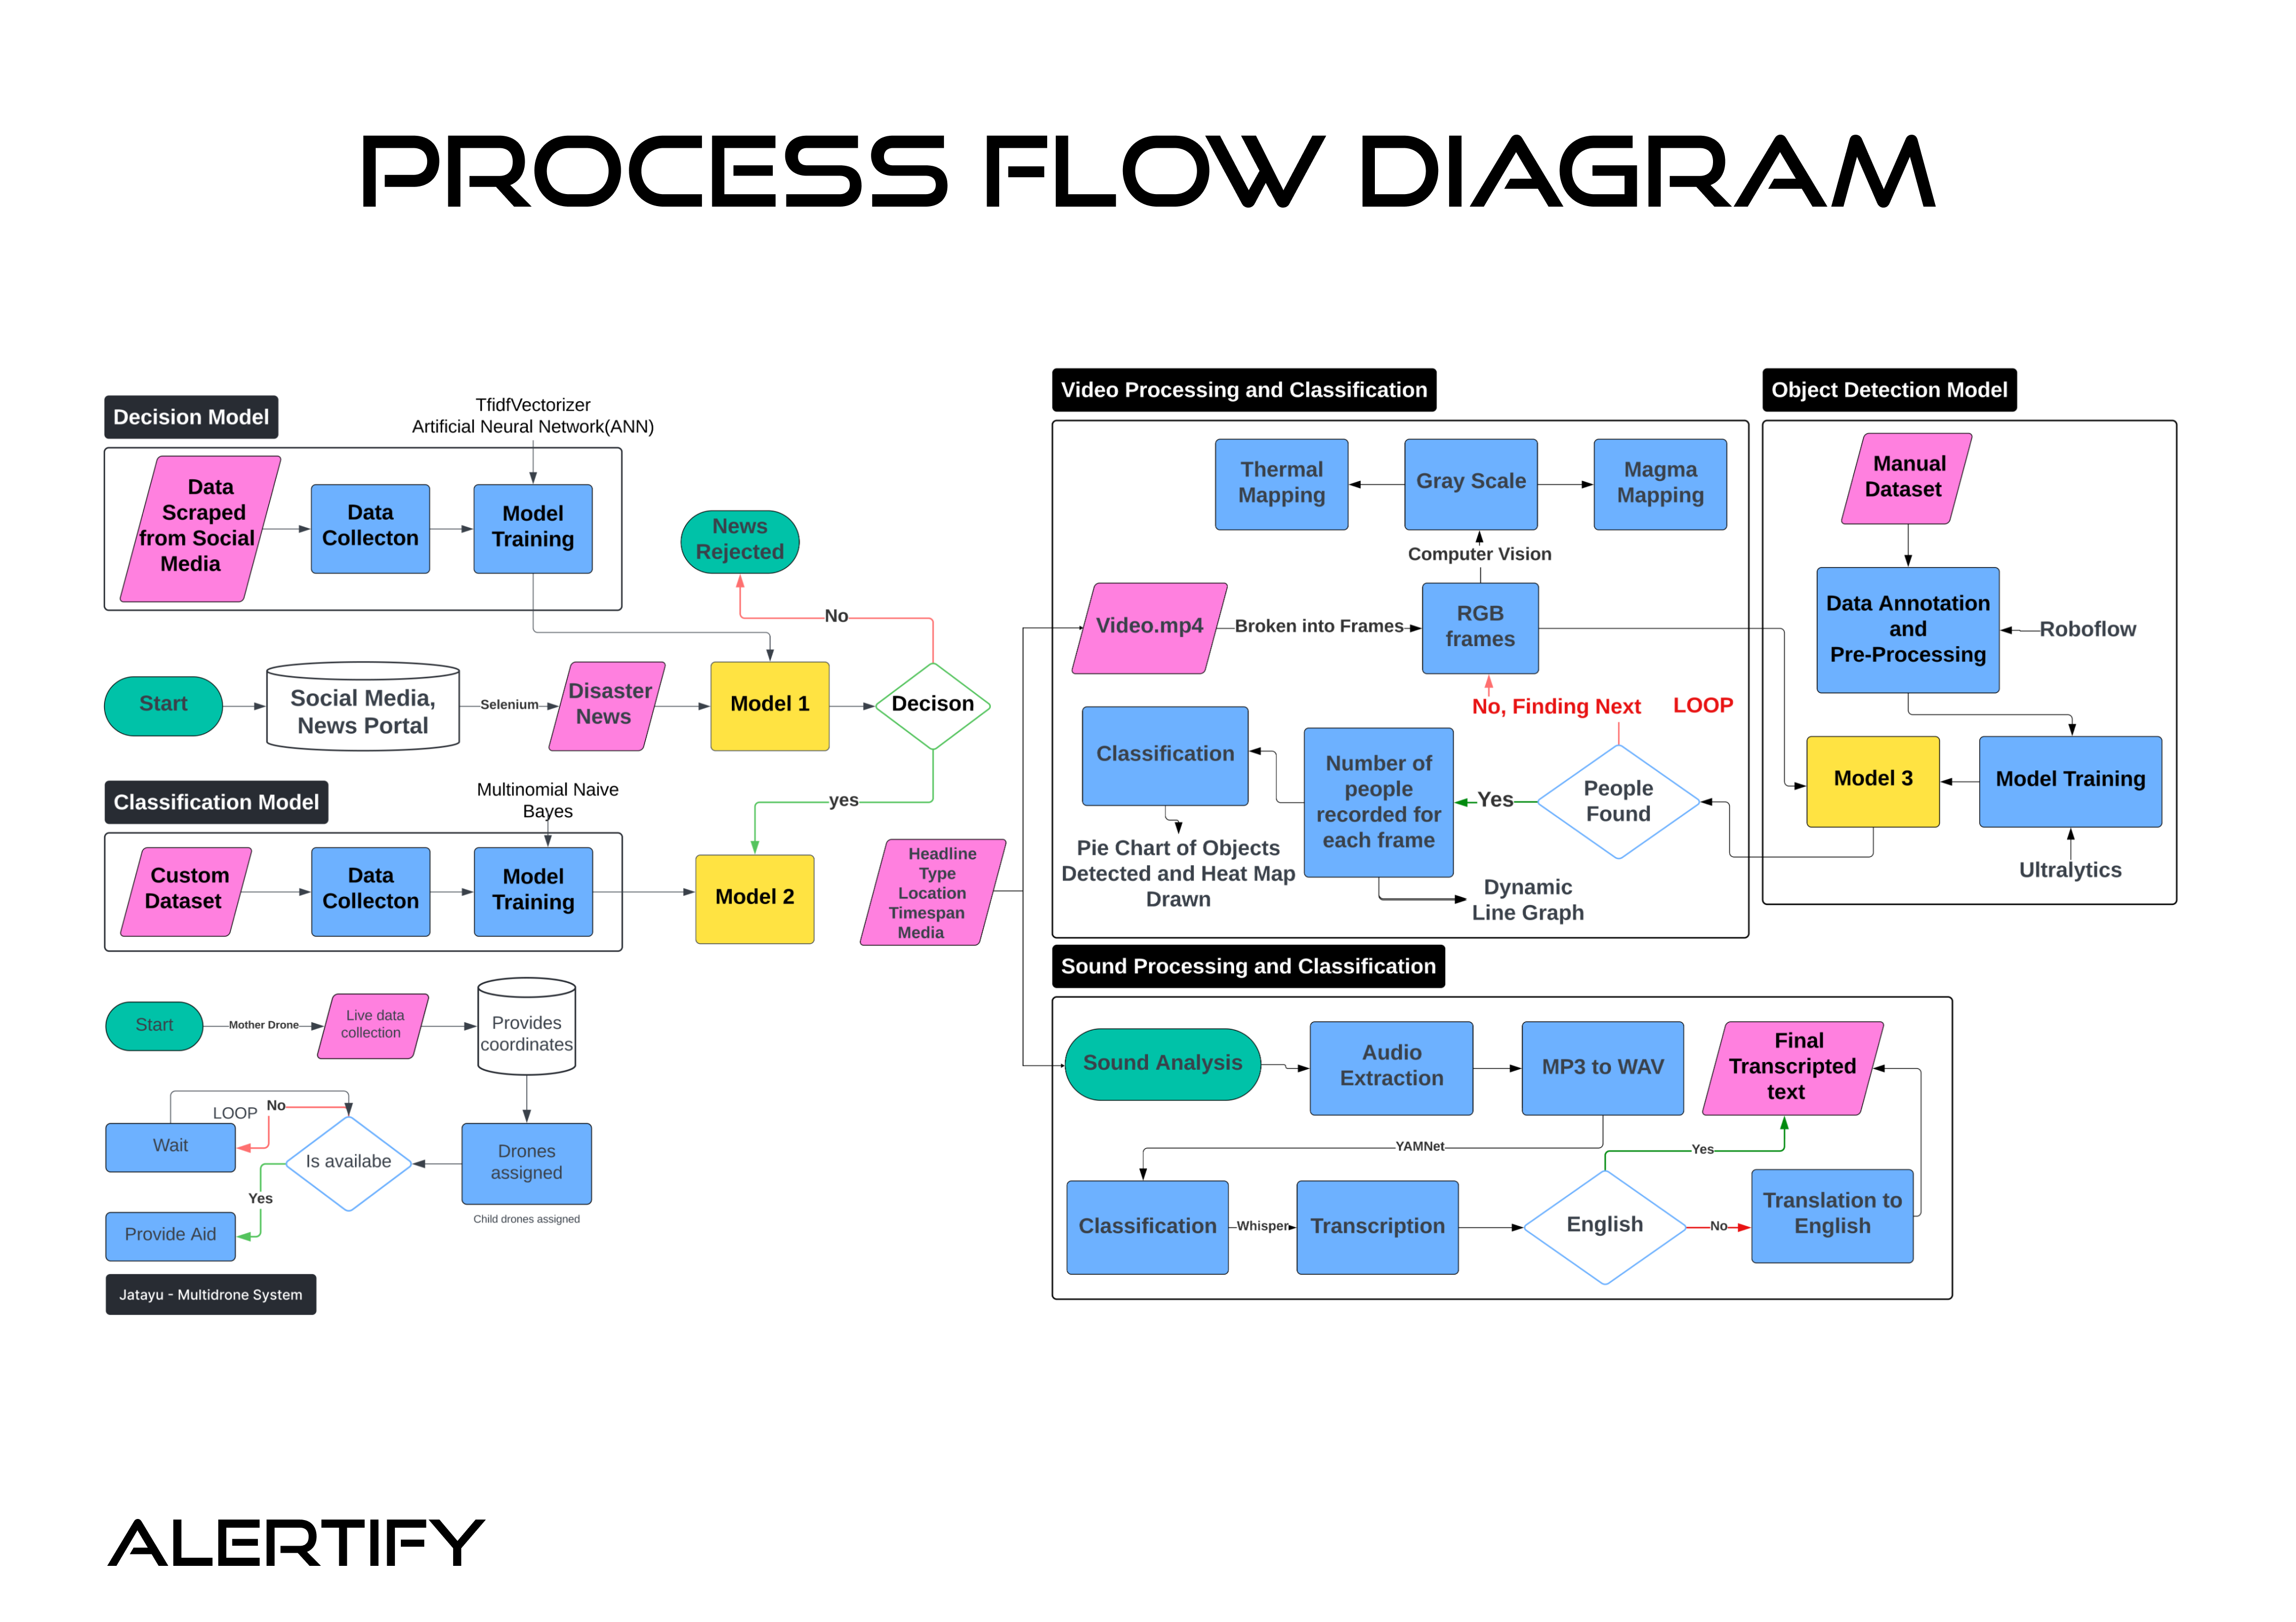 PROCESS FLOW DIAGRAM
Decision Model
TfidfVectorizer
Artificial Neural Network(ANN)
Data
Scraped
from Social
Media
Data
Collecton
Model
Training
News
Rejected
No
Start
Social Media,
News Portal
Selenium
Disaster
News
Model 1
Decison
yes
Classification Model
Multinomial Naive
Bayes
Custom
Dataset
Data
Collecton
Model
Training
Model 2
Headline
Type
Location
Timespan
Media
Start
Mother Drone
Live data
collection
Provides
coordinates
LOOP
No
Wait
Is availabe
Drones
assigned
Child drones assigned
Yes
Provide Aid
Jatayu - Multidrone System
Video Processing and Classification
Thermal
Mapping
Gray Scale
Magma
Mapping
Computer Vision
Video.mp4
Broken into Frames
RGB
frames
No, Finding Next
LOOP
Classification
Number of
people
recorded for
each frame
Yes
People
Found
Pie Chart of Objects
Detected and Heat Map
Drawn
Dynamic
Line Graph
Object Detection Model
Manual
Dataset
Data Annotation
and
Pre-Processing
Roboflow
Model 3
Model Training
Ultralytics
Sound Processing and Classification
Sound Analysis
Audio
Extraction
MP3 to WAV
Final
Transcripted
text
YAMNet
Yes
Classification
Whisper
Transcription
English
No
Translation to
English
ALERTIFY